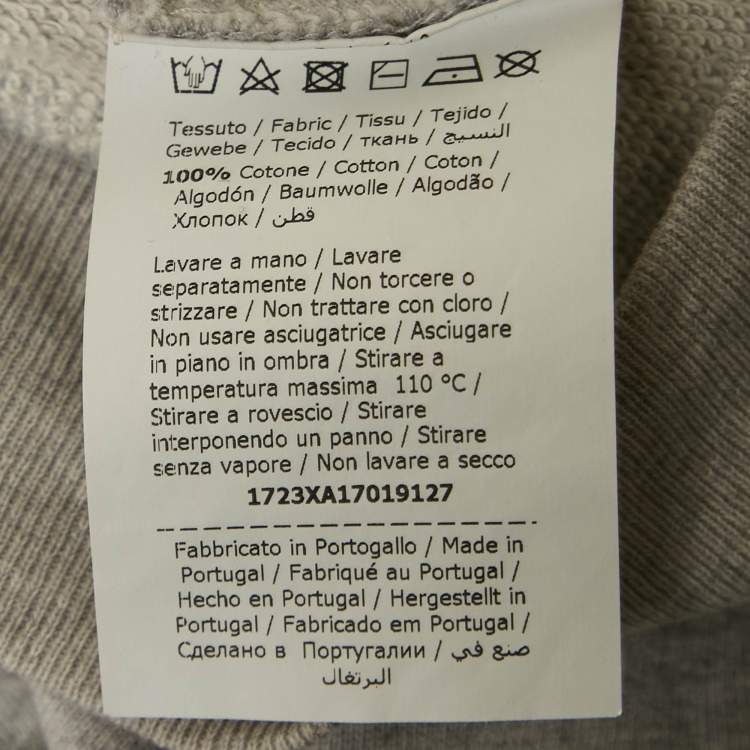 Tessuto / Fabric / Tissu / Tejido /
Gewebe / Tecido / ткань / النسيج
100% Cotone / Cotton / Coton /
Algodón / Baumwolle / Algodão /
Хлопок / قطن
Lavare a mano / Lavare
separatamente / Non torcere o
strizzare / Non trattare con cloro /
Non usare asciugatrice / Asciugare
in piano in ombra / Stirare a
temperatura massima 110 °C /
Stirare a rovescio / Stirare
interponendo un panno / Stirare
senza vapore / Non lavare a secco
1723XA17019127
Fabbricato in Portogallo / Made in
Portugal / Fabriqué au Portugal /
Hecho en Portugal / Hergestellt in
Portugal / Fabricado em Portugal /
Сделано в Португалии / صنع في
البرتغال